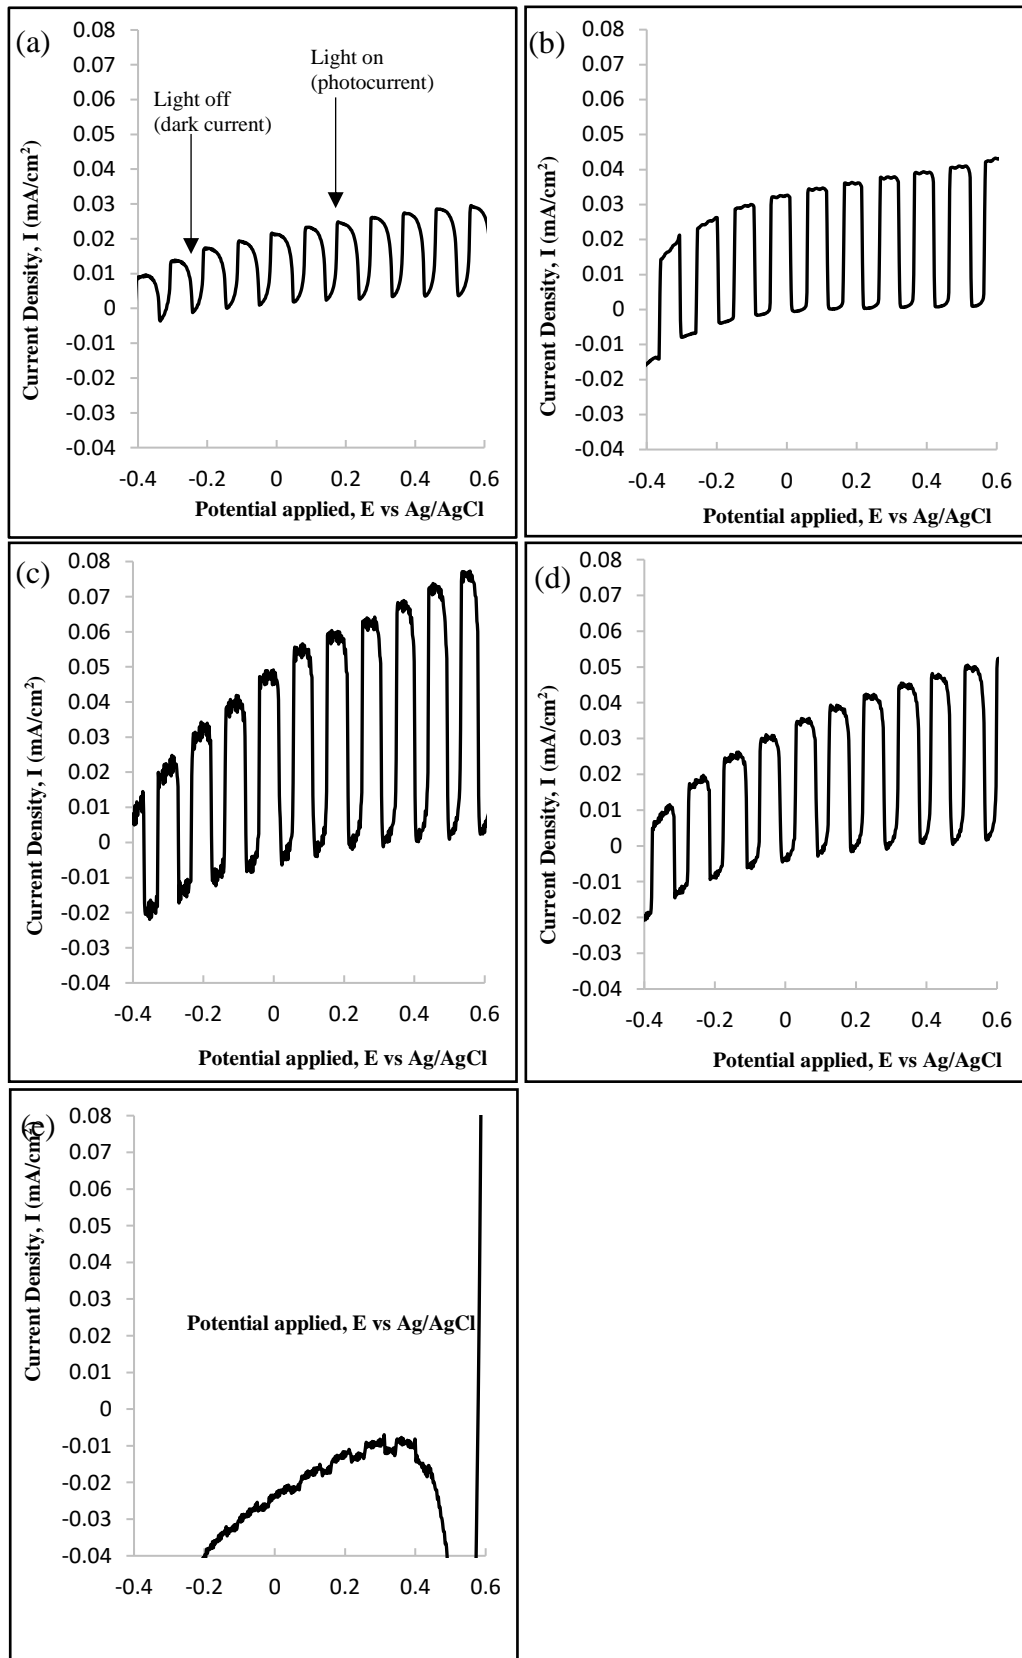 (a)
0.08
0.07
0.06
0.05
0.04
0.03
0.02
0.01
0
-0.01
-0.02
-0.03
-0.04
Current Density, I (mA/cm²)
Light off
(dark current)
Light on
(photocurrent)
-0.4 -0.2 0 0.2 0.4 0.6
Potential applied, E vs Ag/AgCl
(b)
0.08
0.07
0.06
0.05
0.04
0.03
0.02
0.01
0
-0.01
-0.02
-0.03
-0.04
Current Density, I (mA/cm²)
-0.4 -0.2 0 0.2 0.4 0.6
Potential applied, E vs Ag/AgCl
(c)
0.08
0.07
0.06
0.05
0.04
0.03
0.02
0.01
0
-0.01
-0.02
-0.03
-0.04
Current Density, I (mA/cm²)
-0.4 -0.2 0 0.2 0.4 0.6
Potential applied, E vs Ag/AgCl
(d)
0.08
0.07
0.06
0.05
0.04
0.03
0.02
0.01
0
-0.01
-0.02
-0.03
-0.04
Current Density, I (mA/cm²)
-0.4 -0.2 0 0.2 0.4 0.6
Potential applied, E vs Ag/AgCl
(e)
0.08
0.07
0.06
0.05
0.04
0.03
0.02
0.01
0
-0.01
-0.02
-0.03
-0.04
Current Density, I (mA/cm²)
Potential applied, E vs Ag/AgCl
-0.4 -0.2 0 0.2 0.4 0.6